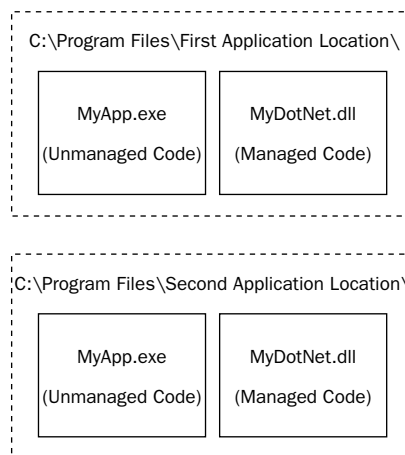 C:\Program Files\First Application Location\
MyApp.exe
(Unmanaged Code)
MyDotNet.dll
(Managed Code)
C:\Program Files\Second Application Location\
MyApp.exe
(Unmanaged Code)
MyDotNet.dll
(Managed Code)